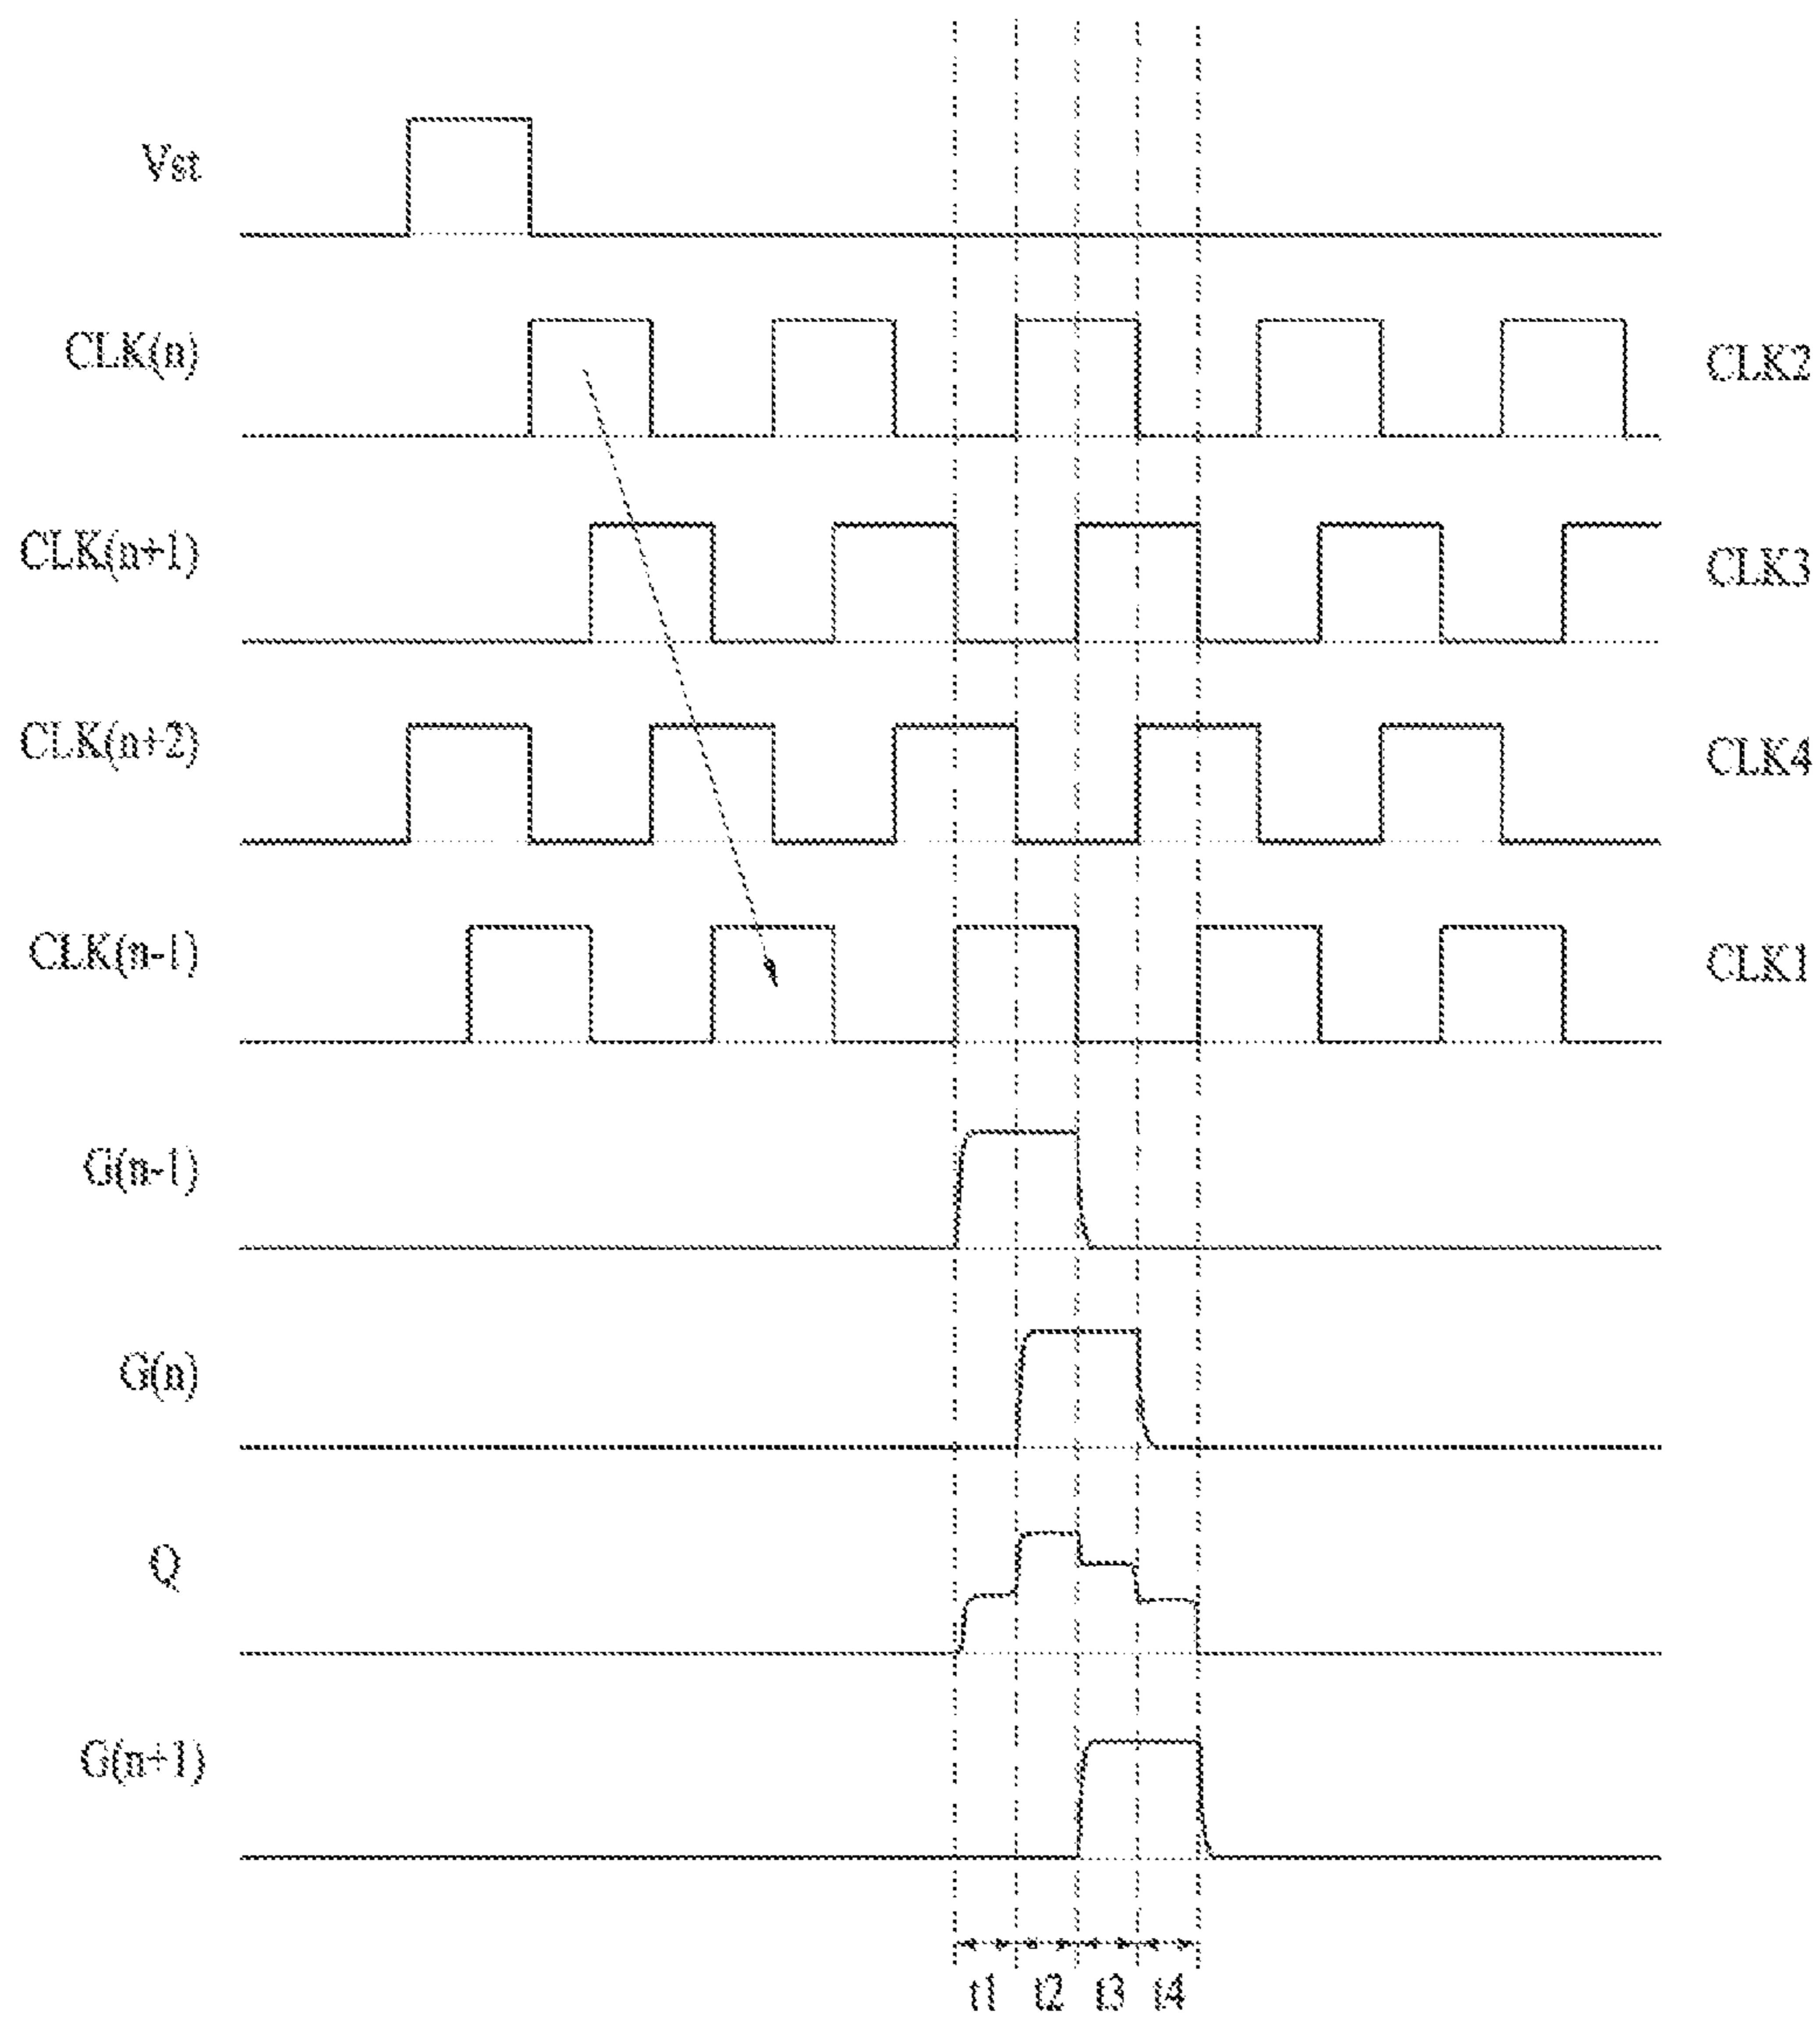 Vst
CLK(n) CLK2
CLK(n+1) CLK3
CLK(n+2) CLK4
CLK(n-1) CLK1
G(n-1)
G(n)
Q
G(n+1)
t1 t2 t3 t4